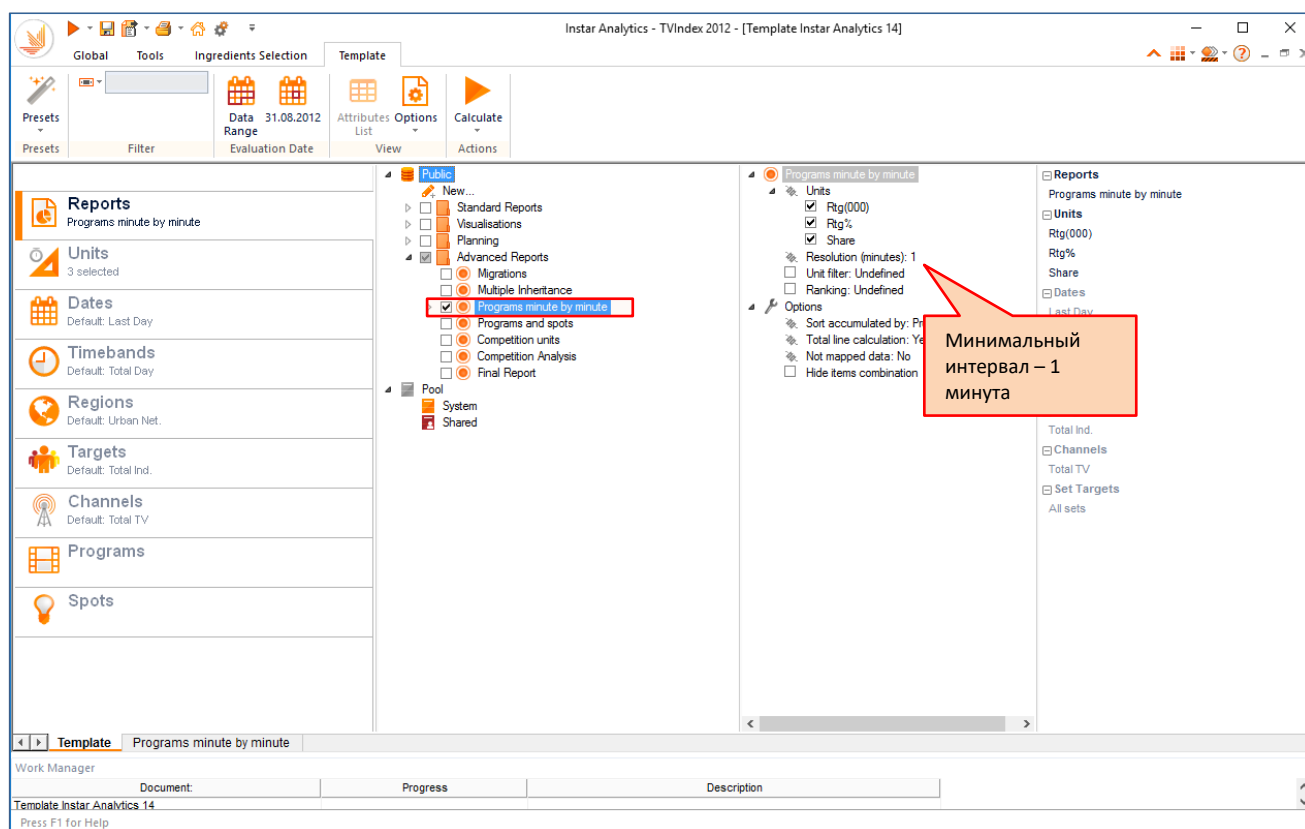 Instar Analytics - TVIndex 2012 - [Template Instar Analytics 14]
Global Tools Ingredients Selection Template
Presets
Data Range
31.08.2012
Attributes List
Options
Calculate
Presets Filter Evaluation Date View Actions
Reports
Programs minute by minute
Units
3 selected
Dates
Default: Last Day
Timebands
Default: Total Day
Regions
Default: Urban Net.
Targets
Default: Total Ind.
Channels
Default: Total TV
Programs
Spots
Public
New...
Standard Reports
Visualisations
Planning
Advanced Reports
Migrations
Multiple Inheritance
Programs minute by minute
Programs and spots
Competition units
Competition Analysis
Final Report
Pool
System
Shared
Programs minute by minute
Units
Rtg(000)
Rtg%
Share
Resolution (minutes): 1
Unit filter: Undefined
Ranking: Undefined
Options
Sort accumulated by: Pr
Total line calculation: Ye
Not mapped data: No
Hide items combination
Минимальный
интервал – 1
минута
Reports
Programs minute by minute
Units
Rtg(000)
Rtg%
Share
Dates
Last Day
Total Ind.
Channels
Total TV
Set Targets
All sets
Template Programs minute by minute
Work Manager
Document: Progress Description
Template Instar Analytics 14
Press F1 for Help